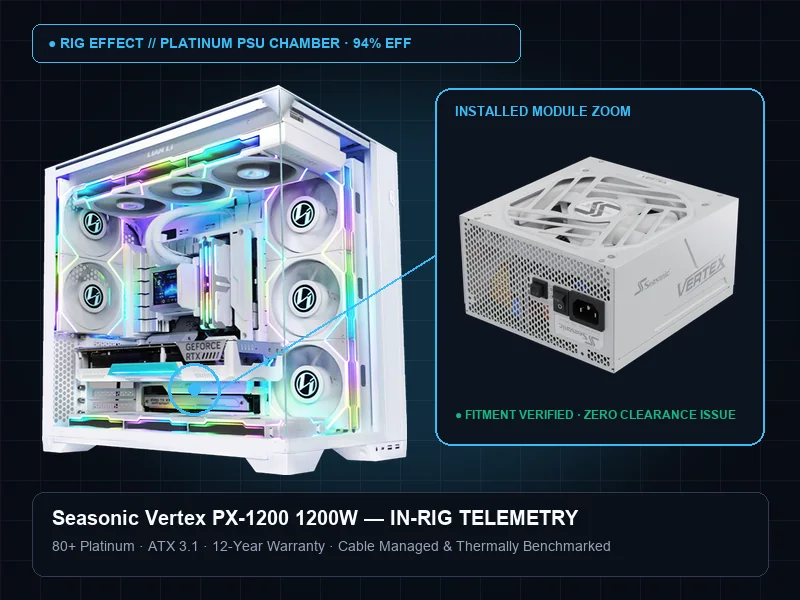 ● RIG EFFECT // PLATINUM PSU CHAMBER · 94% EFF
INSTALLED MODULE ZOOM
LIAN LI
GEFORCE
RTX
SEASONIC
VERTEX
SEASONIC
● FITMENT VERIFIED · ZERO CLEARANCE ISSUE
Seasonic Vertex PX-1200 1200W — IN-RIG TELEMETRY
80+ Platinum · ATX 3.1 · 12-Year Warranty · Cable Managed & Thermally Benchmarked